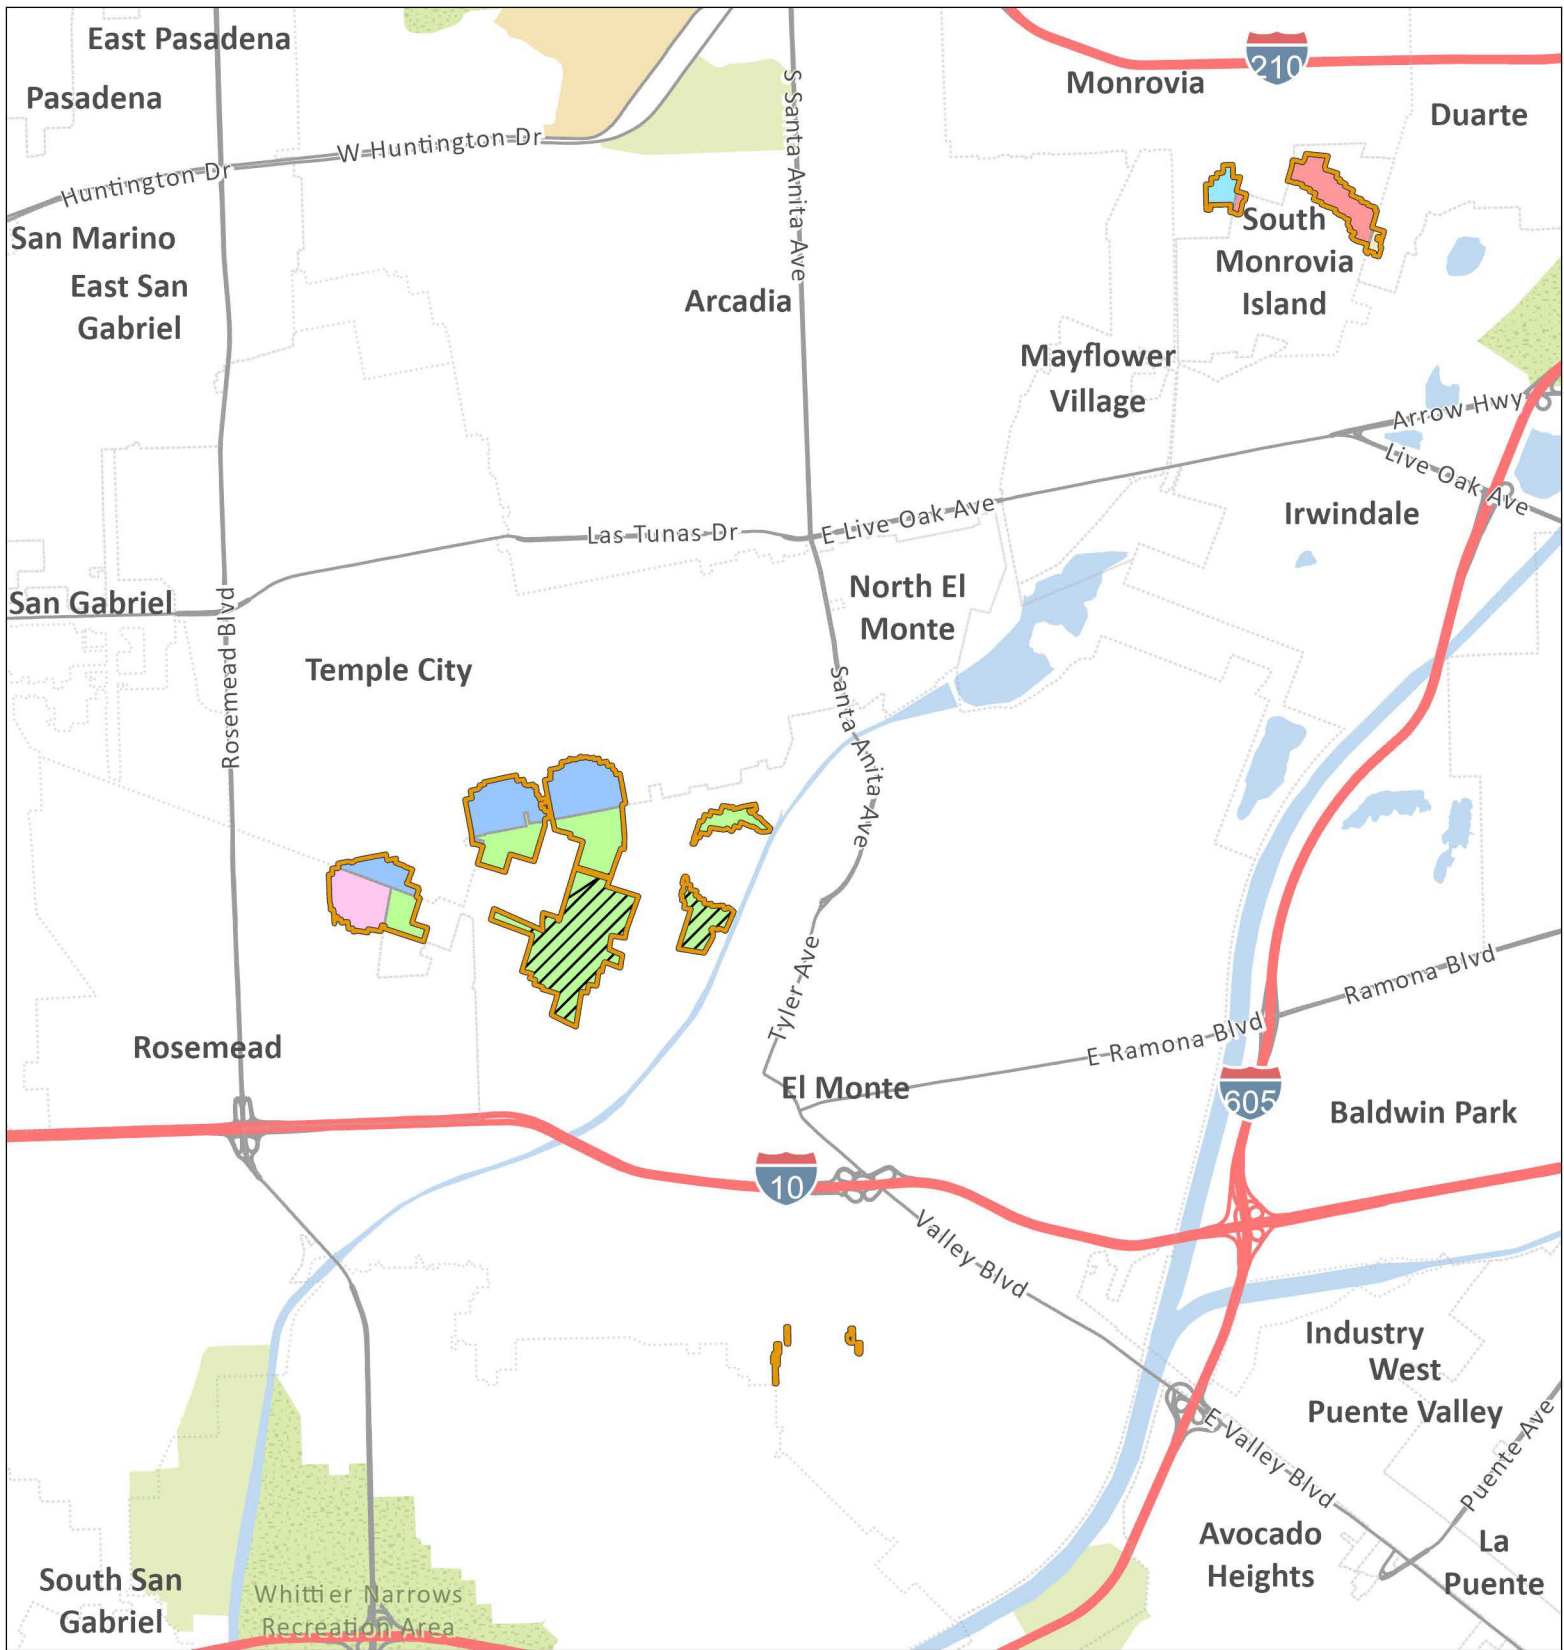 East Pasadena
Pasadena
210
Monrovia
Duarte
S Santa Anita Ave
W Huntington Dr
Huntington Dr
San Marino
East San
Gabriel
Arcadia
South
Monrovia
Island
Mayflower
Village
Arrow Hwy
Live Oak Ave
Irwindale
E Live Oak Ave
Las Tunas Dr
North El
Monte
San Gabriel
Rosemead Blvd
Temple City
Santa Anita Ave
Tyler Ave
Ramona Blvd
E Ramona Blvd
Rosemead
El Monte
605
Baldwin Park
10
Valley Blvd
Industry
West
Puente Valley
E Valley Blvd
Puente Ave
Avocado
Heights
La
Puente
South San
Gabriel
Whittier Narrows
Recreation Area